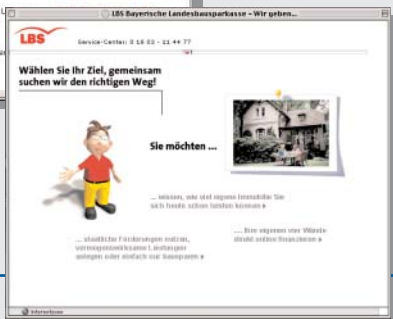 LBS Bayerische Landesbausparkasse – Wir geben...
LBS
Service-Center: 0 18 03 - 11 44 77
Wählen Sie Ihr Ziel, gemeinsam
suchen wir den richtigen Weg!
Sie möchten ...
... wissen, wie viel eigene Immobilie Sie
sich heute schon leisten können
... staatliche Förderungen nutzen,
vermögenswirksame Leistungen
anlegen oder einfach nur bausparen
.... Ihre eigenen vier Wände
direkt online finanzieren
Internetzone